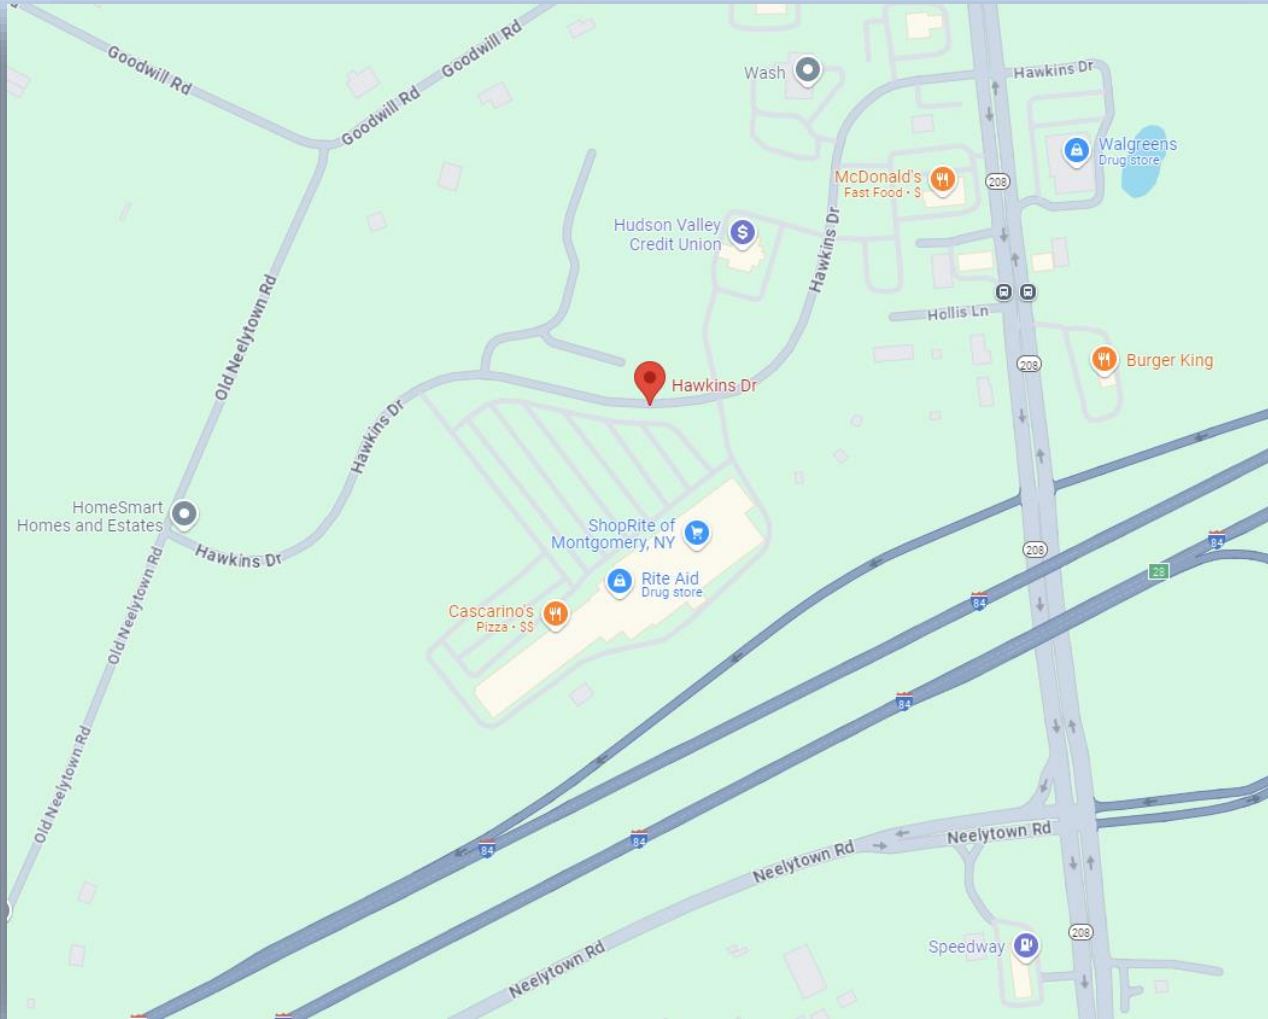 Goodwill Rd
Goodwill Rd
Goodwill Rd
Wash
Hawkins Dr
Walgreens
Drug store
McDonald's
Fast Food • $
208
Hudson Valley
Credit Union
$
Hawkins Dr
Old Neelytown Rd
Hollis Ln
208
Burger King
Hawkins Dr
Hawkins Dr
HomeSmart
Homes and Estates
Hawkins Dr
ShopRite of
Montgomery, NY
Rite Aid
Drug store
Cascarino's
Pizza • $$
84
208
28
84
Old Neelytown Rd
84
Old Neelytown Rd
84
84
Neelytown Rd
Neelytown Rd
208
Speedway
Neelytown Rd